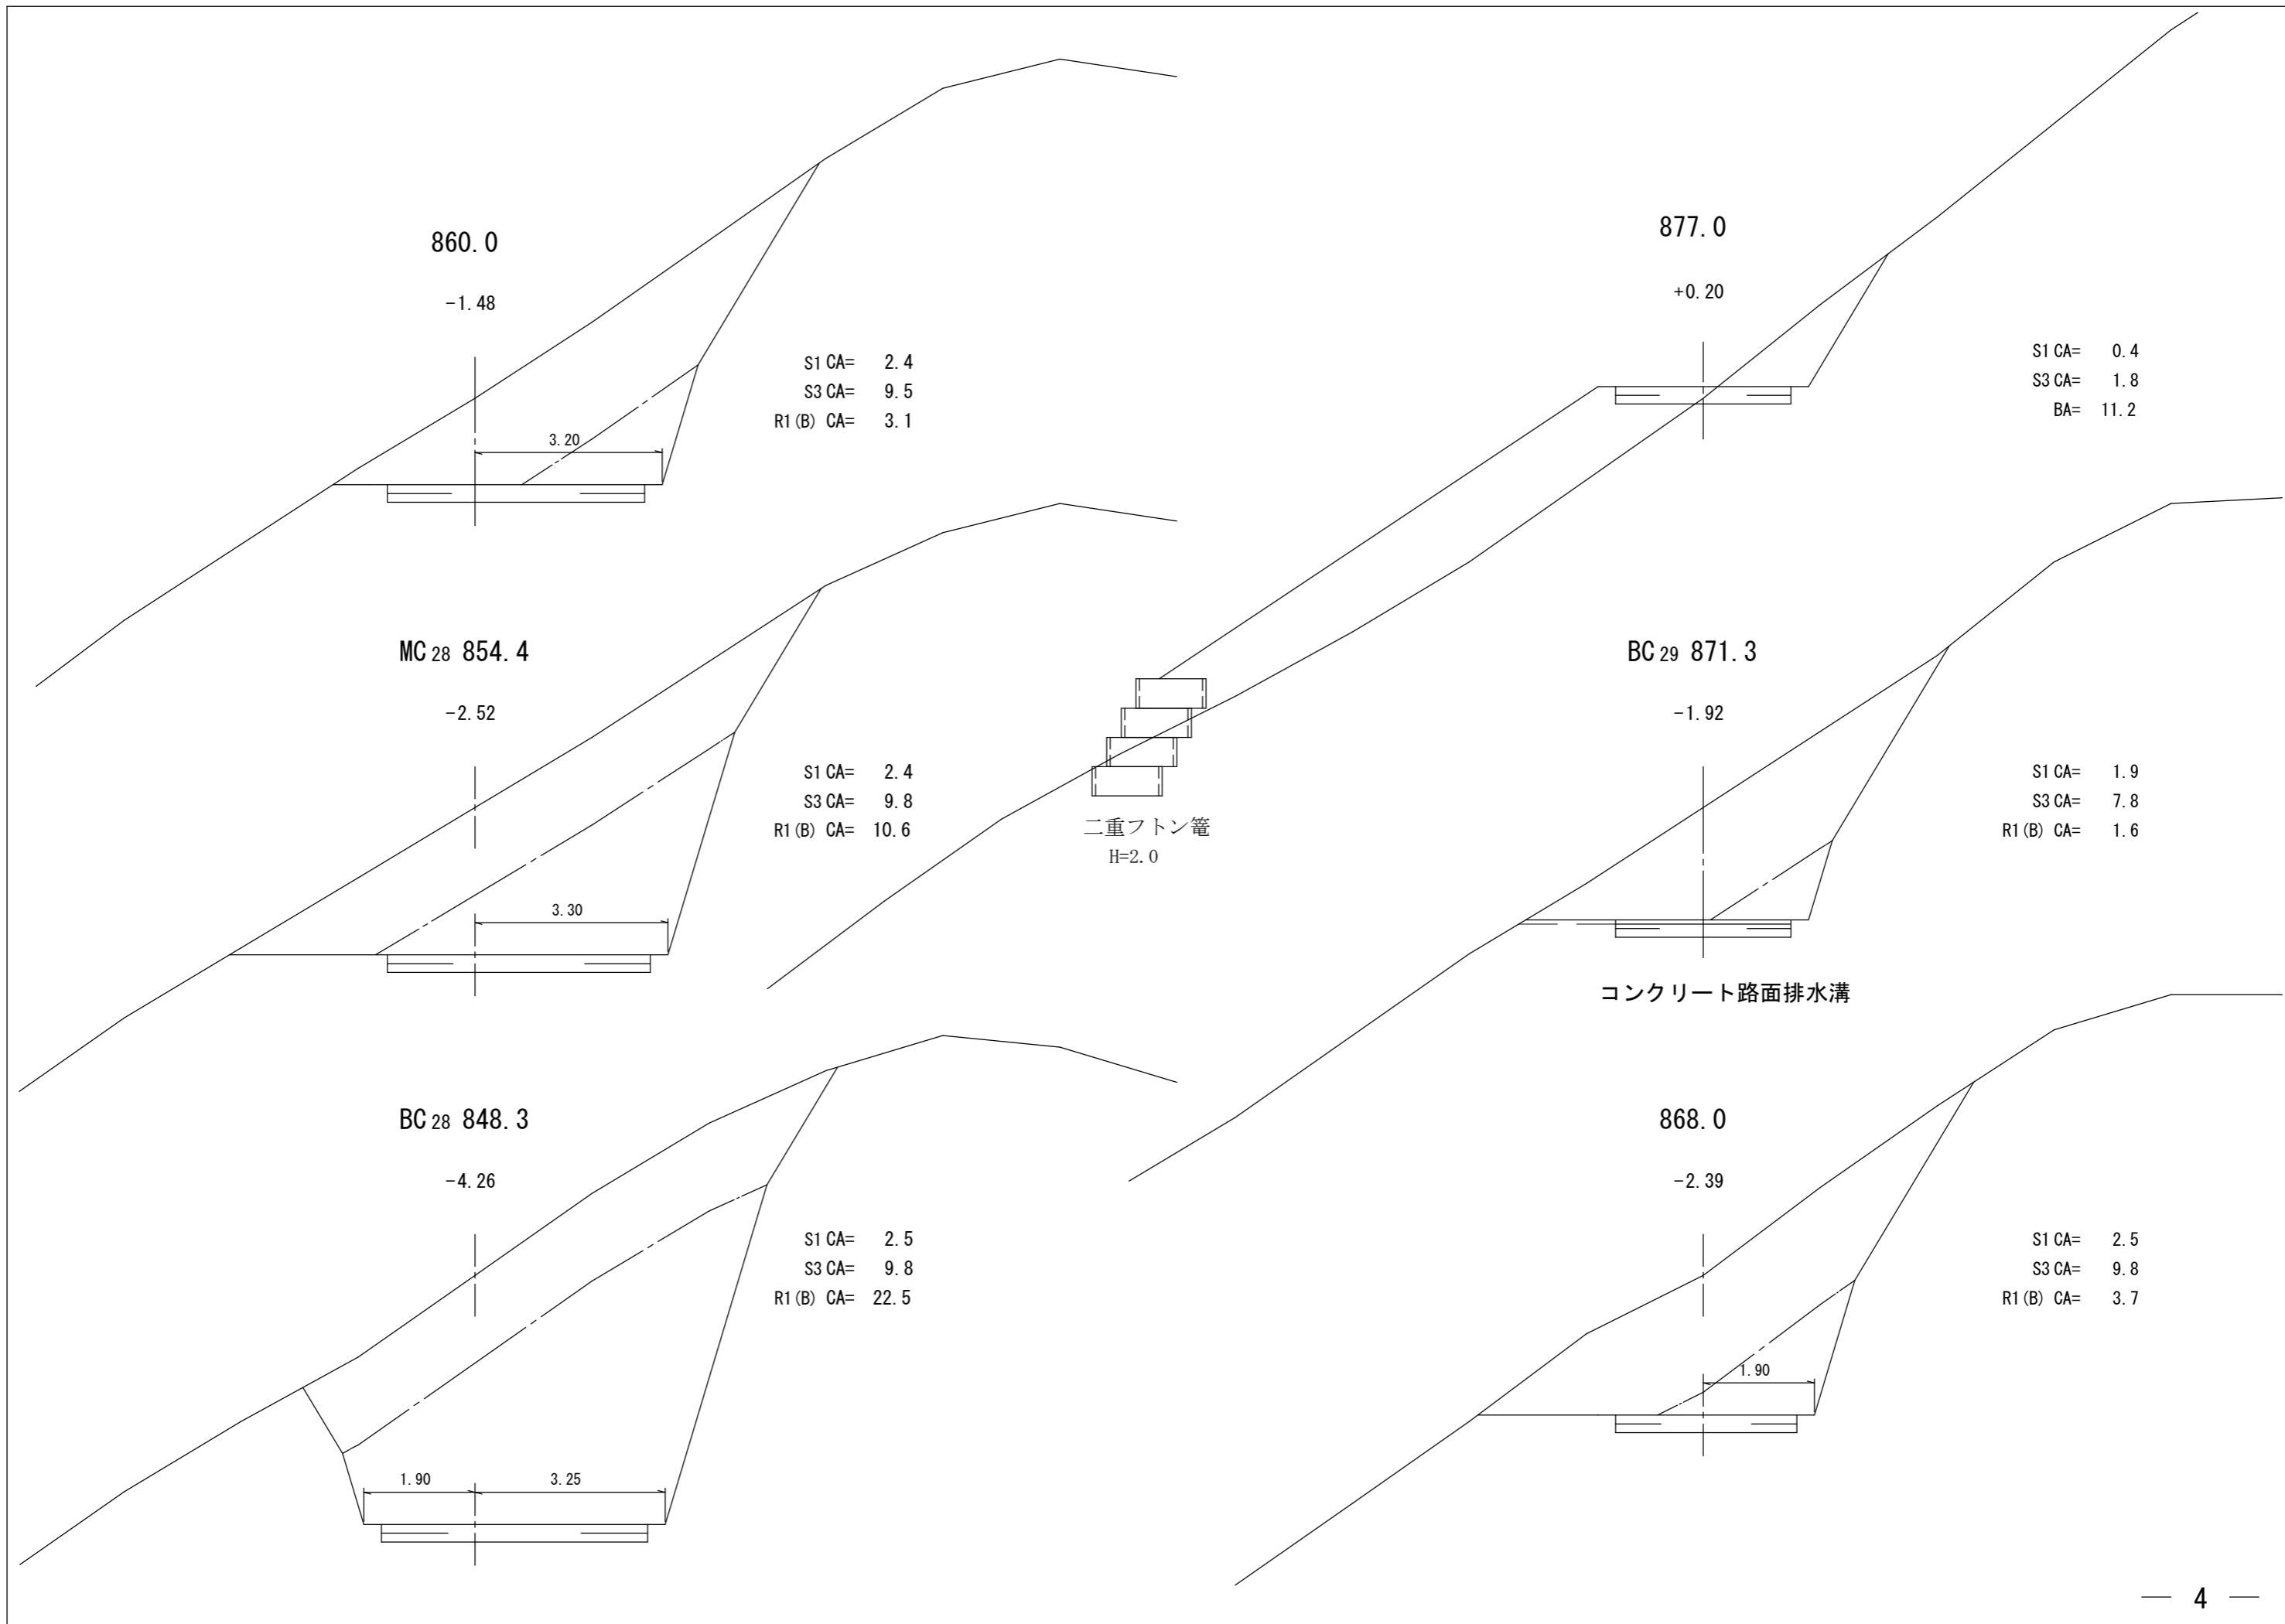 860.0
-1.48
S1 CA= 2.4
S3 CA= 9.5
R1(B) CA= 3.1
3.20
MC28 854.4
-2.52
S1 CA= 2.4
S3 CA= 9.8
R1(B) CA= 10.6
3.30
BC28 848.3
-4.26
S1 CA= 2.5
S3 CA= 9.8
R1(B) CA= 22.5
1.90
3.25
877.0
+0.20
S1 CA= 0.4
S3 CA= 1.8
BA= 11.2
二重フトン篭
H=2.0
BC29 871.3
-1.92
S1 CA= 1.9
S3 CA= 7.8
R1(B) CA= 1.6
コンクリート路面排水溝
868.0
-2.39
S1 CA= 2.5
S3 CA= 9.8
R1(B) CA= 3.7
1.90
— 4 —